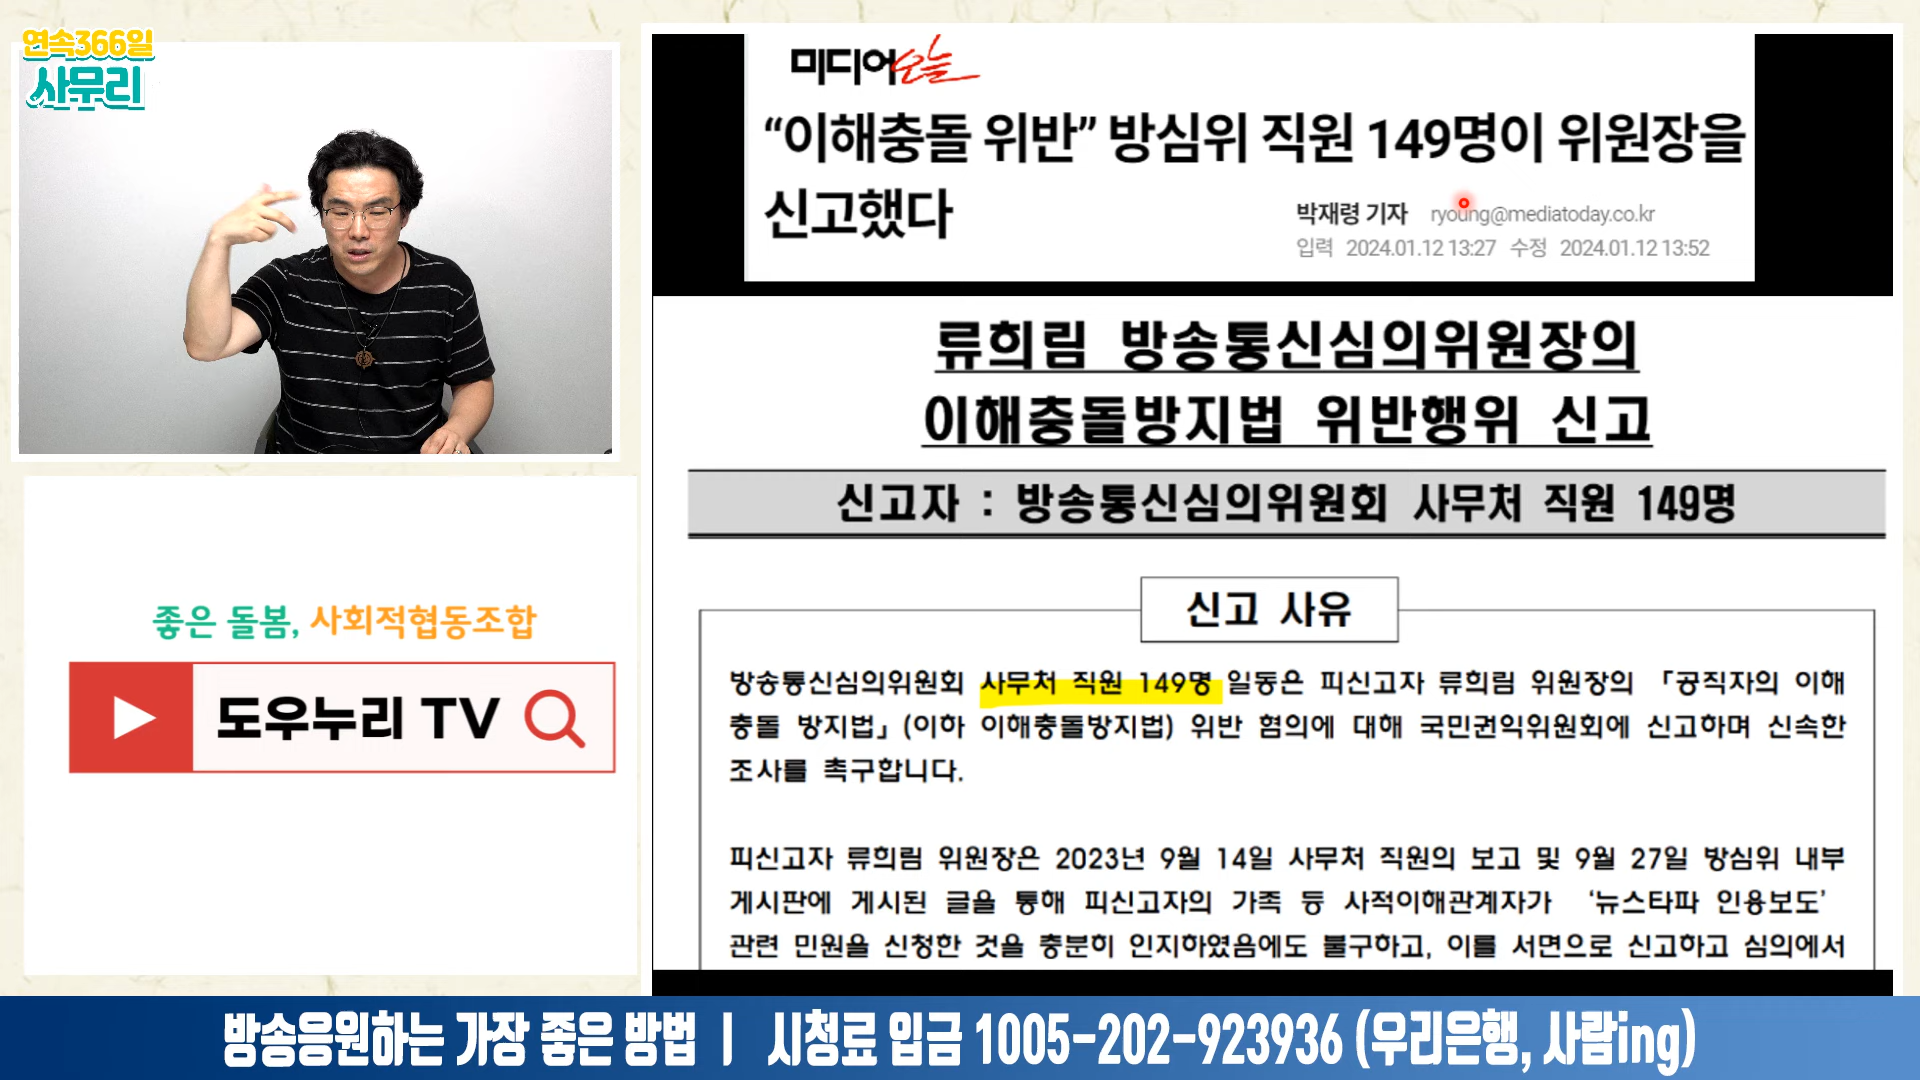 연속366일
사무리
미디어오늘
“이해충돌 위반” 방심위 직원 149명이 위원장을
신고했다
박재령 기자 ryoung@mediatoday.co.kr
입력 2024.01.12 13:27 수정 2024.01.12 13:52
류희림 방송통신심의위원장의
이해충돌방지법 위반행위 신고
신고자 : 방송통신심의위원회 사무처 직원 149명
신고 사유
방송통신심의위원회 사무처 직원 149명 일동은 피신고자 류희림 위원장의 「공직자의 이해
충돌 방지법」(이하 이해충돌방지법) 위반 혐의에 대해 국민권익위원회에 신고하며 신속한
조사를 촉구합니다.
피신고자 류희림 위원장은 2023년 9월 14일 사무처 직원의 보고 및 9월 27일 방심위 내부
게시판에 게시된 글을 통해 피신고자의 가족 등 사적이해관계자가 ‘뉴스타파 인용보도’
관련 민원을 신청한 것을 충분히 인지하였음에도 불구하고, 이를 서면으로 신고하고 심의에서
좋은 돌봄, 사회적협동조합
도우누리 TV
방송응원하는 가장 좋은 방법 | 시청료 입금 1005-202-923936 (우리은행, 사람ing)